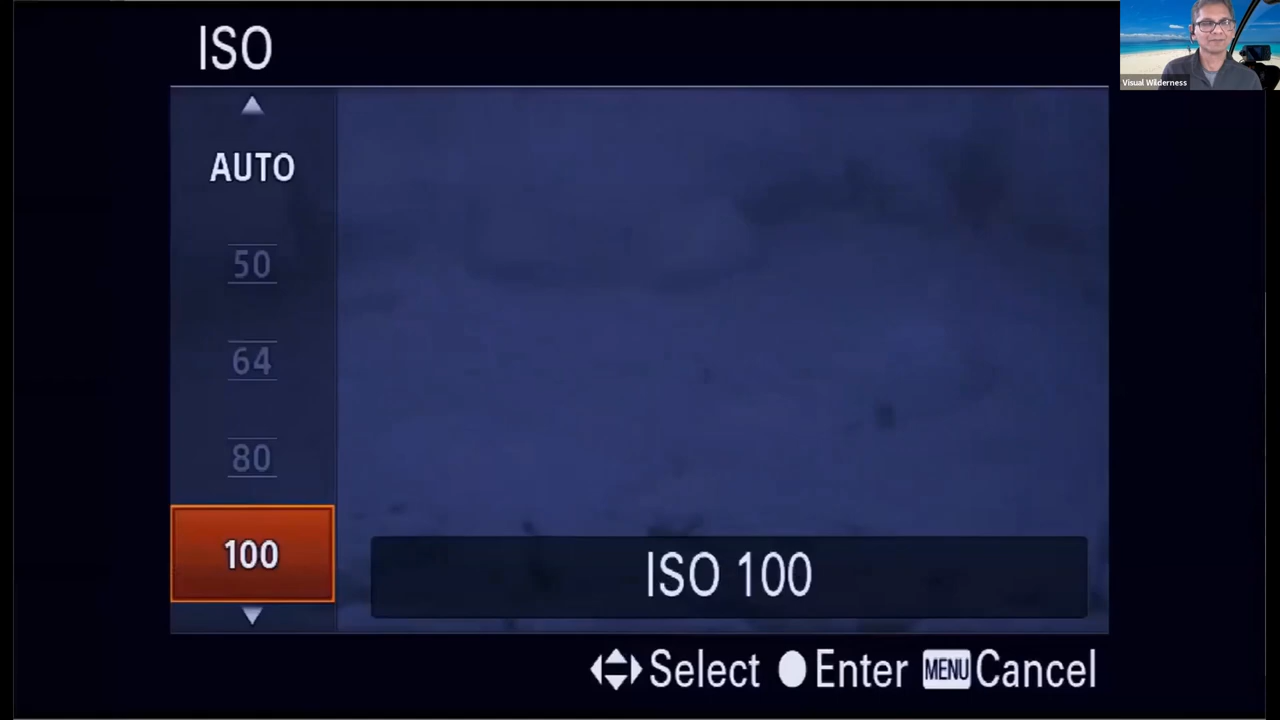 ISO
Visual Wilderness
AUTO
50
64
80
100
ISO 100
Select Enter MENU Cancel